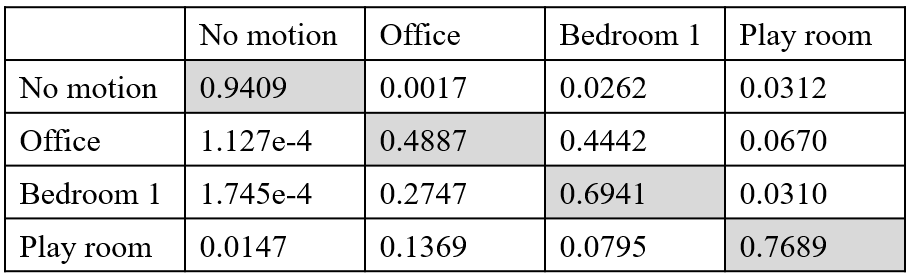 No motion Office Bedroom 1 Play room
No motion 0.9409 0.0017 0.0262 0.0312
Office 1.127e-4 0.4887 0.4442 0.0670
Bedroom 1 1.745e-4 0.2747 0.6941 0.0310
Play room 0.0147 0.1369 0.0795 0.7689